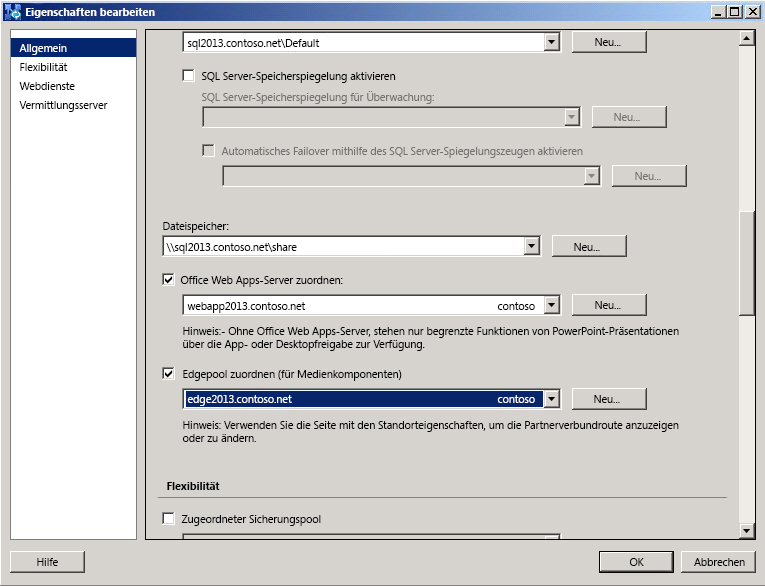 Eigenschaften bearbeiten
Allgemein
Flexibilität
Webdienste
Vermittlungsserver
sql2013.contoso.net\Default
Neu...
SQL Server-Speicherspiegelung aktivieren
SQL Server-Speicherspiegelung für Überwachung:
Neu...
Automatisches Failover mithilfe des SQL Server-Spiegelungszeugen aktivieren
Neu...
Dateispeicher:
\\sql2013.contoso.net\share
Neu...
Office Web Apps-Server zuordnen:
webapp2013.contoso.net contoso
Neu...
Hinweis:- Ohne Office Web Apps-Server, stehen nur begrenzte Funktionen von PowerPoint-Präsentationen
über die App- oder Desktopfreigabe zur Verfügung.
Edgepool zuordnen (für Medienkomponenten)
edge2013.contoso.net contoso
Neu...
Hinweis: Verwenden Sie die Seite mit den Standorteigenschaften, um die Partnerverbundroute anzuzeigen
oder zu ändern.
Flexibilität
Zugeordneter Sicherungspool
Hilfe
OK
Abbrechen